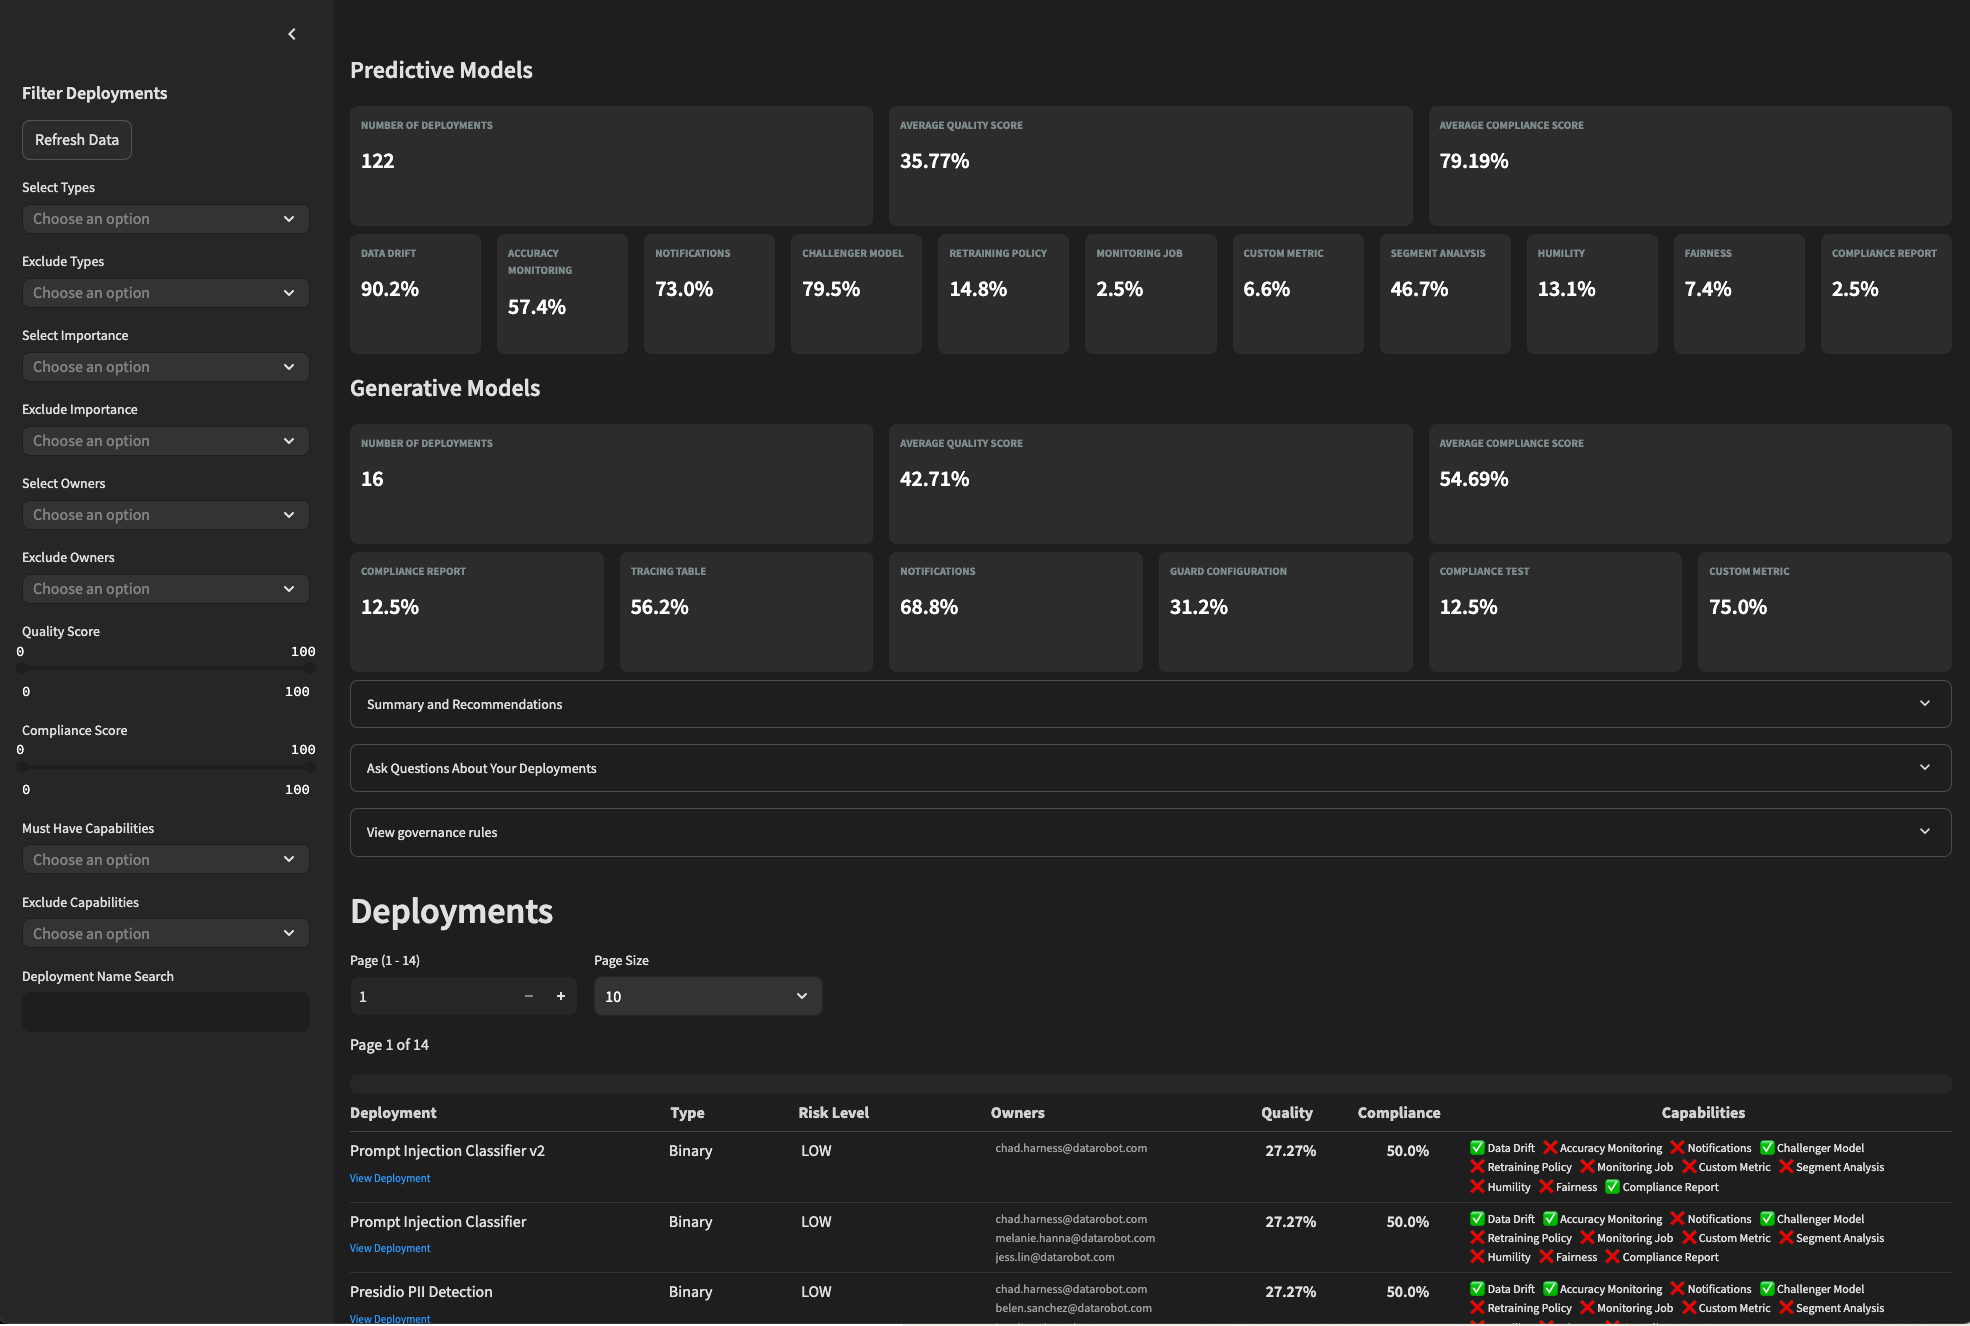 Filter Deployments
Refresh Data
Select Types
Choose an option
Exclude Types
Choose an option
Select Importance
Choose an option
Exclude Importance
Choose an option
Select Owners
Choose an option
Exclude Owners
Choose an option
Quality Score
0 100
0 100
Compliance Score
0 100
0 100
Must Have Capabilities
Choose an option
Exclude Capabilities
Choose an option
Deployment Name Search
Predictive Models
NUMBER OF DEPLOYMENTS
122
AVERAGE QUALITY SCORE
35.77%
AVERAGE COMPLIANCE SCORE
79.19%
DATA DRIFT
90.2%
ACCURACY
MONITORING
57.4%
NOTIFICATIONS
73.0%
CHALLENGER MODEL
79.5%
RETRAINING POLICY
14.8%
MONITORING JOB
2.5%
CUSTOM METRIC
6.6%
SEGMENT ANALYSIS
46.7%
HUMILITY
13.1%
FAIRNESS
7.4%
COMPLIANCE REPORT
2.5%
Generative Models
NUMBER OF DEPLOYMENTS
16
AVERAGE QUALITY SCORE
42.71%
AVERAGE COMPLIANCE SCORE
54.69%
COMPLIANCE REPORT
12.5%
TRACING TABLE
56.2%
NOTIFICATIONS
68.8%
GUARD CONFIGURATION
31.2%
COMPLIANCE TEST
12.5%
CUSTOM METRIC
75.0%
Summary and Recommendations
Ask Questions About Your Deployments
View governance rules
Deployments
Page (1 - 14)
1 − +
Page Size
10
Page 1 of 14
Deployment Type Risk Level Owners Quality Compliance Capabilities
Prompt Injection Classifier v2
View Deployment
Binary
LOW
chad.harness@datarobot.com
27.27%
50.0%
✅ Data Drift ❌ Accuracy Monitoring ❌ Notifications ✅ Challenger Model
❌ Retraining Policy ❌ Monitoring Job ❌ Custom Metric ❌ Segment Analysis
❌ Humility ❌ Fairness ✅ Compliance Report
Prompt Injection Classifier
View Deployment
Binary
LOW
chad.harness@datarobot.com
melanie.hanna@datarobot.com
jess.lin@datarobot.com
27.27%
50.0%
✅ Data Drift ✅ Accuracy Monitoring ❌ Notifications ✅ Challenger Model
❌ Retraining Policy ❌ Monitoring Job ❌ Custom Metric ❌ Segment Analysis
❌ Humility ❌ Fairness ❌ Compliance Report
Presidio PII Detection
View Deployment
Binary
LOW
chad.harness@datarobot.com
belen.sanchez@datarobot.com
27.27%
50.0%
✅ Data Drift ✅ Accuracy Monitoring ❌ Notifications ✅ Challenger Model
❌ Retraining Policy ❌ Monitoring Job ❌ Custom Metric ❌ Segment Analysis